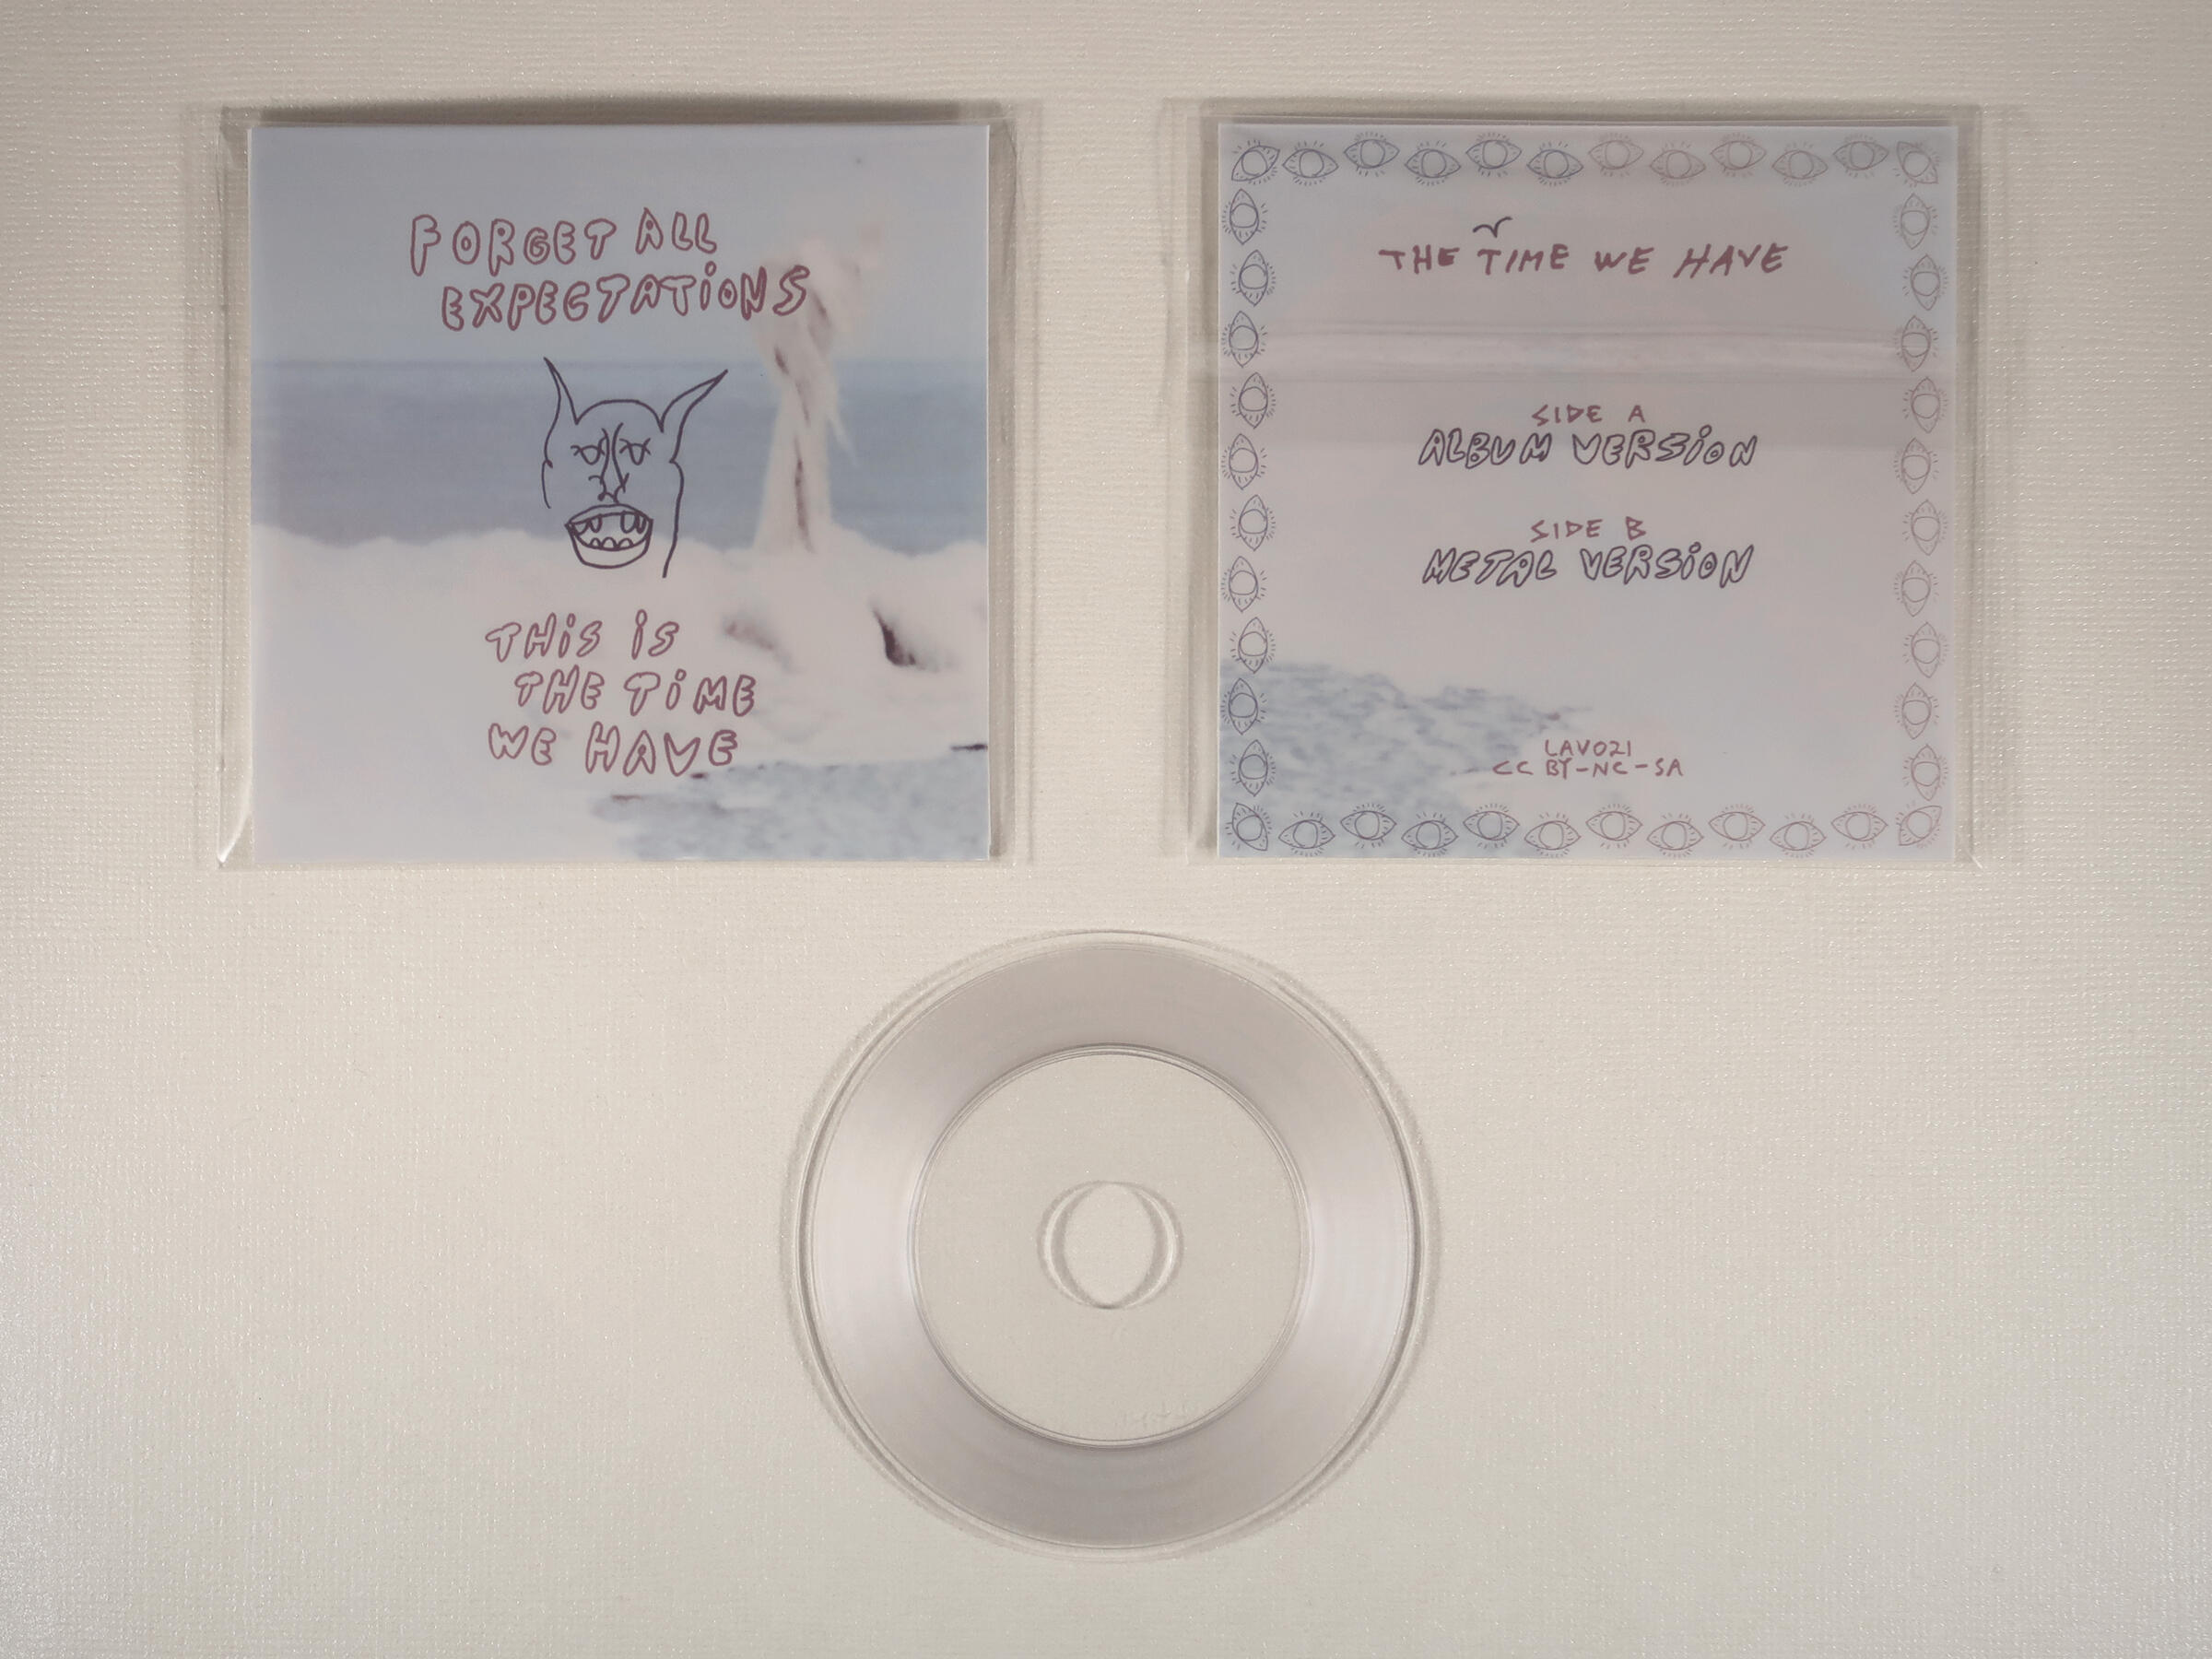 FORGET ALL
EXPECTATiONS
THiS iS
THE TiME
WE HAVE
THE TIME WE HAVE
SIDE A
ALBUM VERSiON
SIDE B
METAL VERSiON
LAV021
CC BY-NC-SA